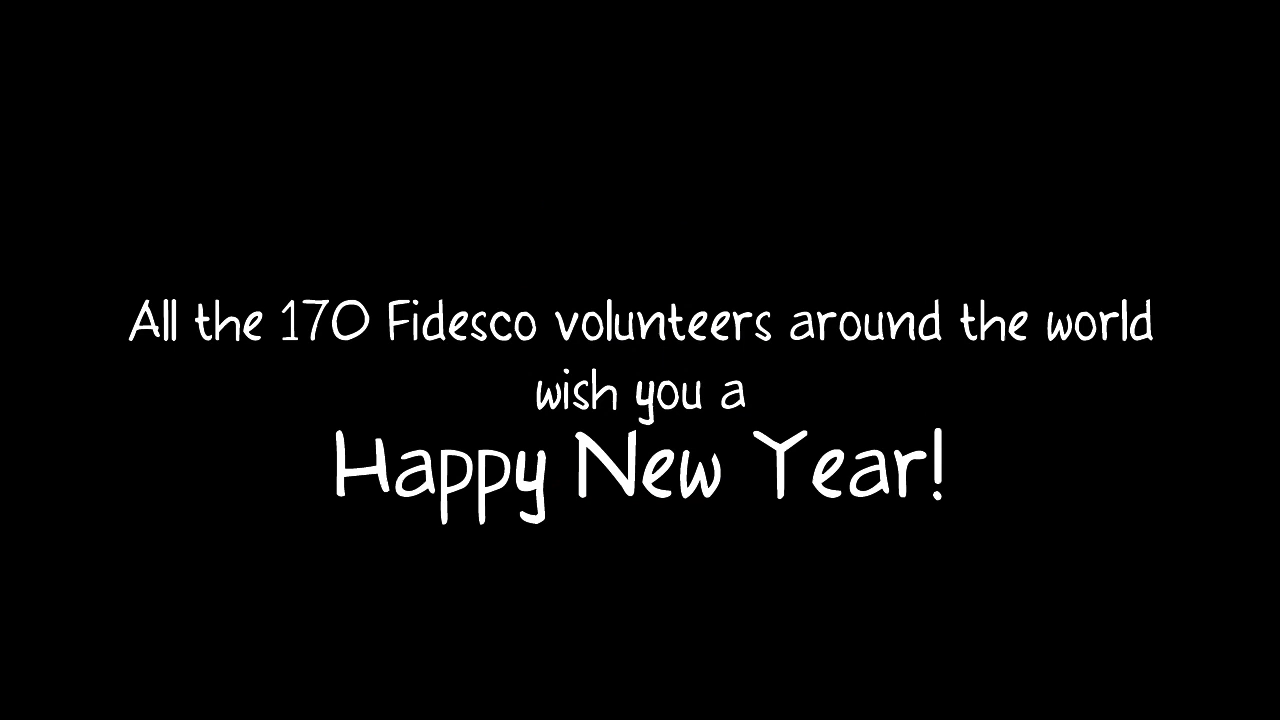 All the 170 Fidesco volunteers around the world
wish you a
Happy New Year!